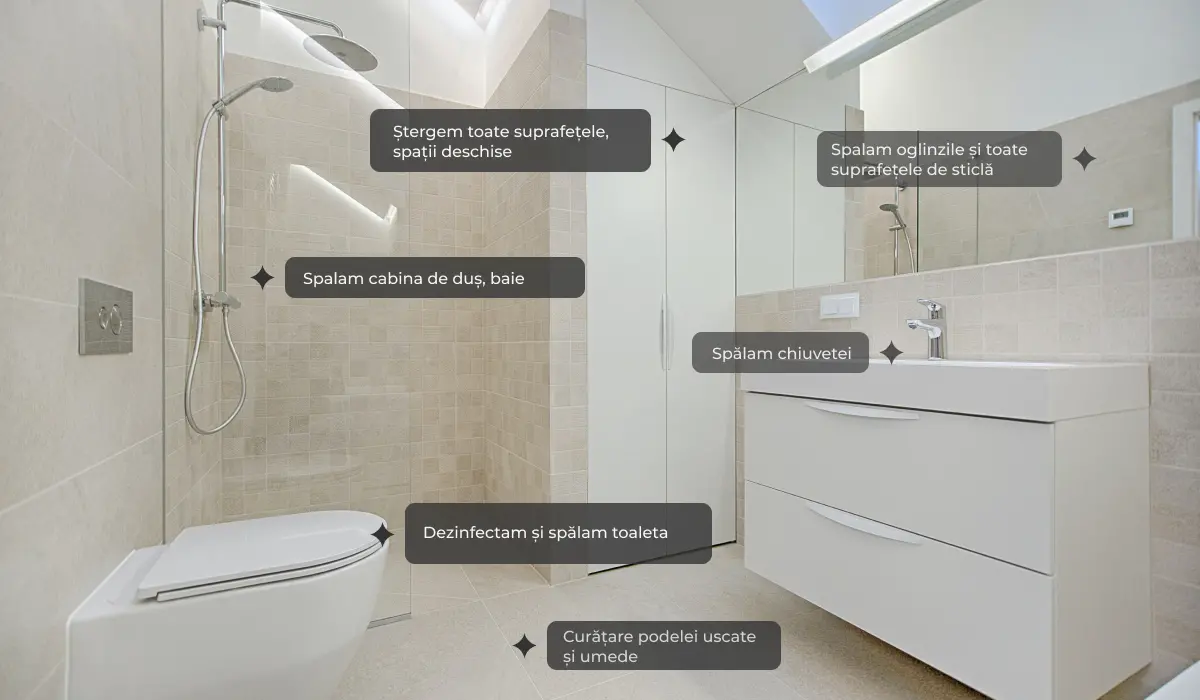 Ștergem toate suprafețele,
spații deschise
Spalam oglinzile și toate
suprafețele de sticlă
Spalam cabina de duș, baie
Spălam chiuvetei
Dezinfectam și spălam toaleta
Curățare podelei uscate
și umede